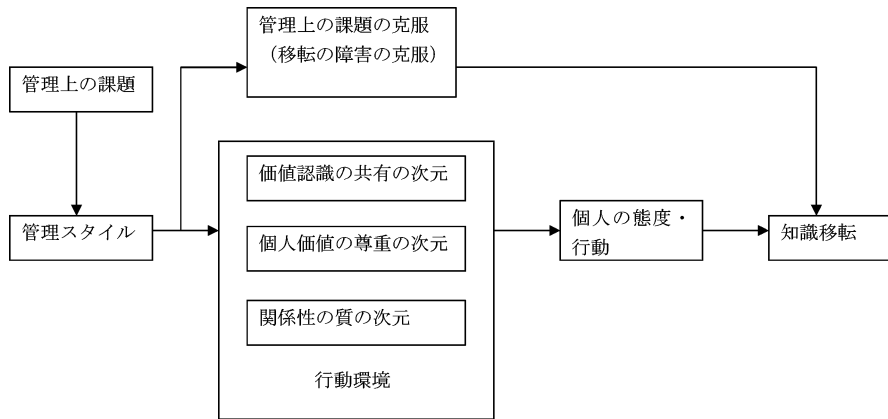 管理上の課題の克服
（移転の障害の克服）
管理上の課題
価値認識の共有の次元
管理スタイル
個人価値の尊重の次元
個人の態度・
行動
知識移転
関係性の質の次元
行動環境